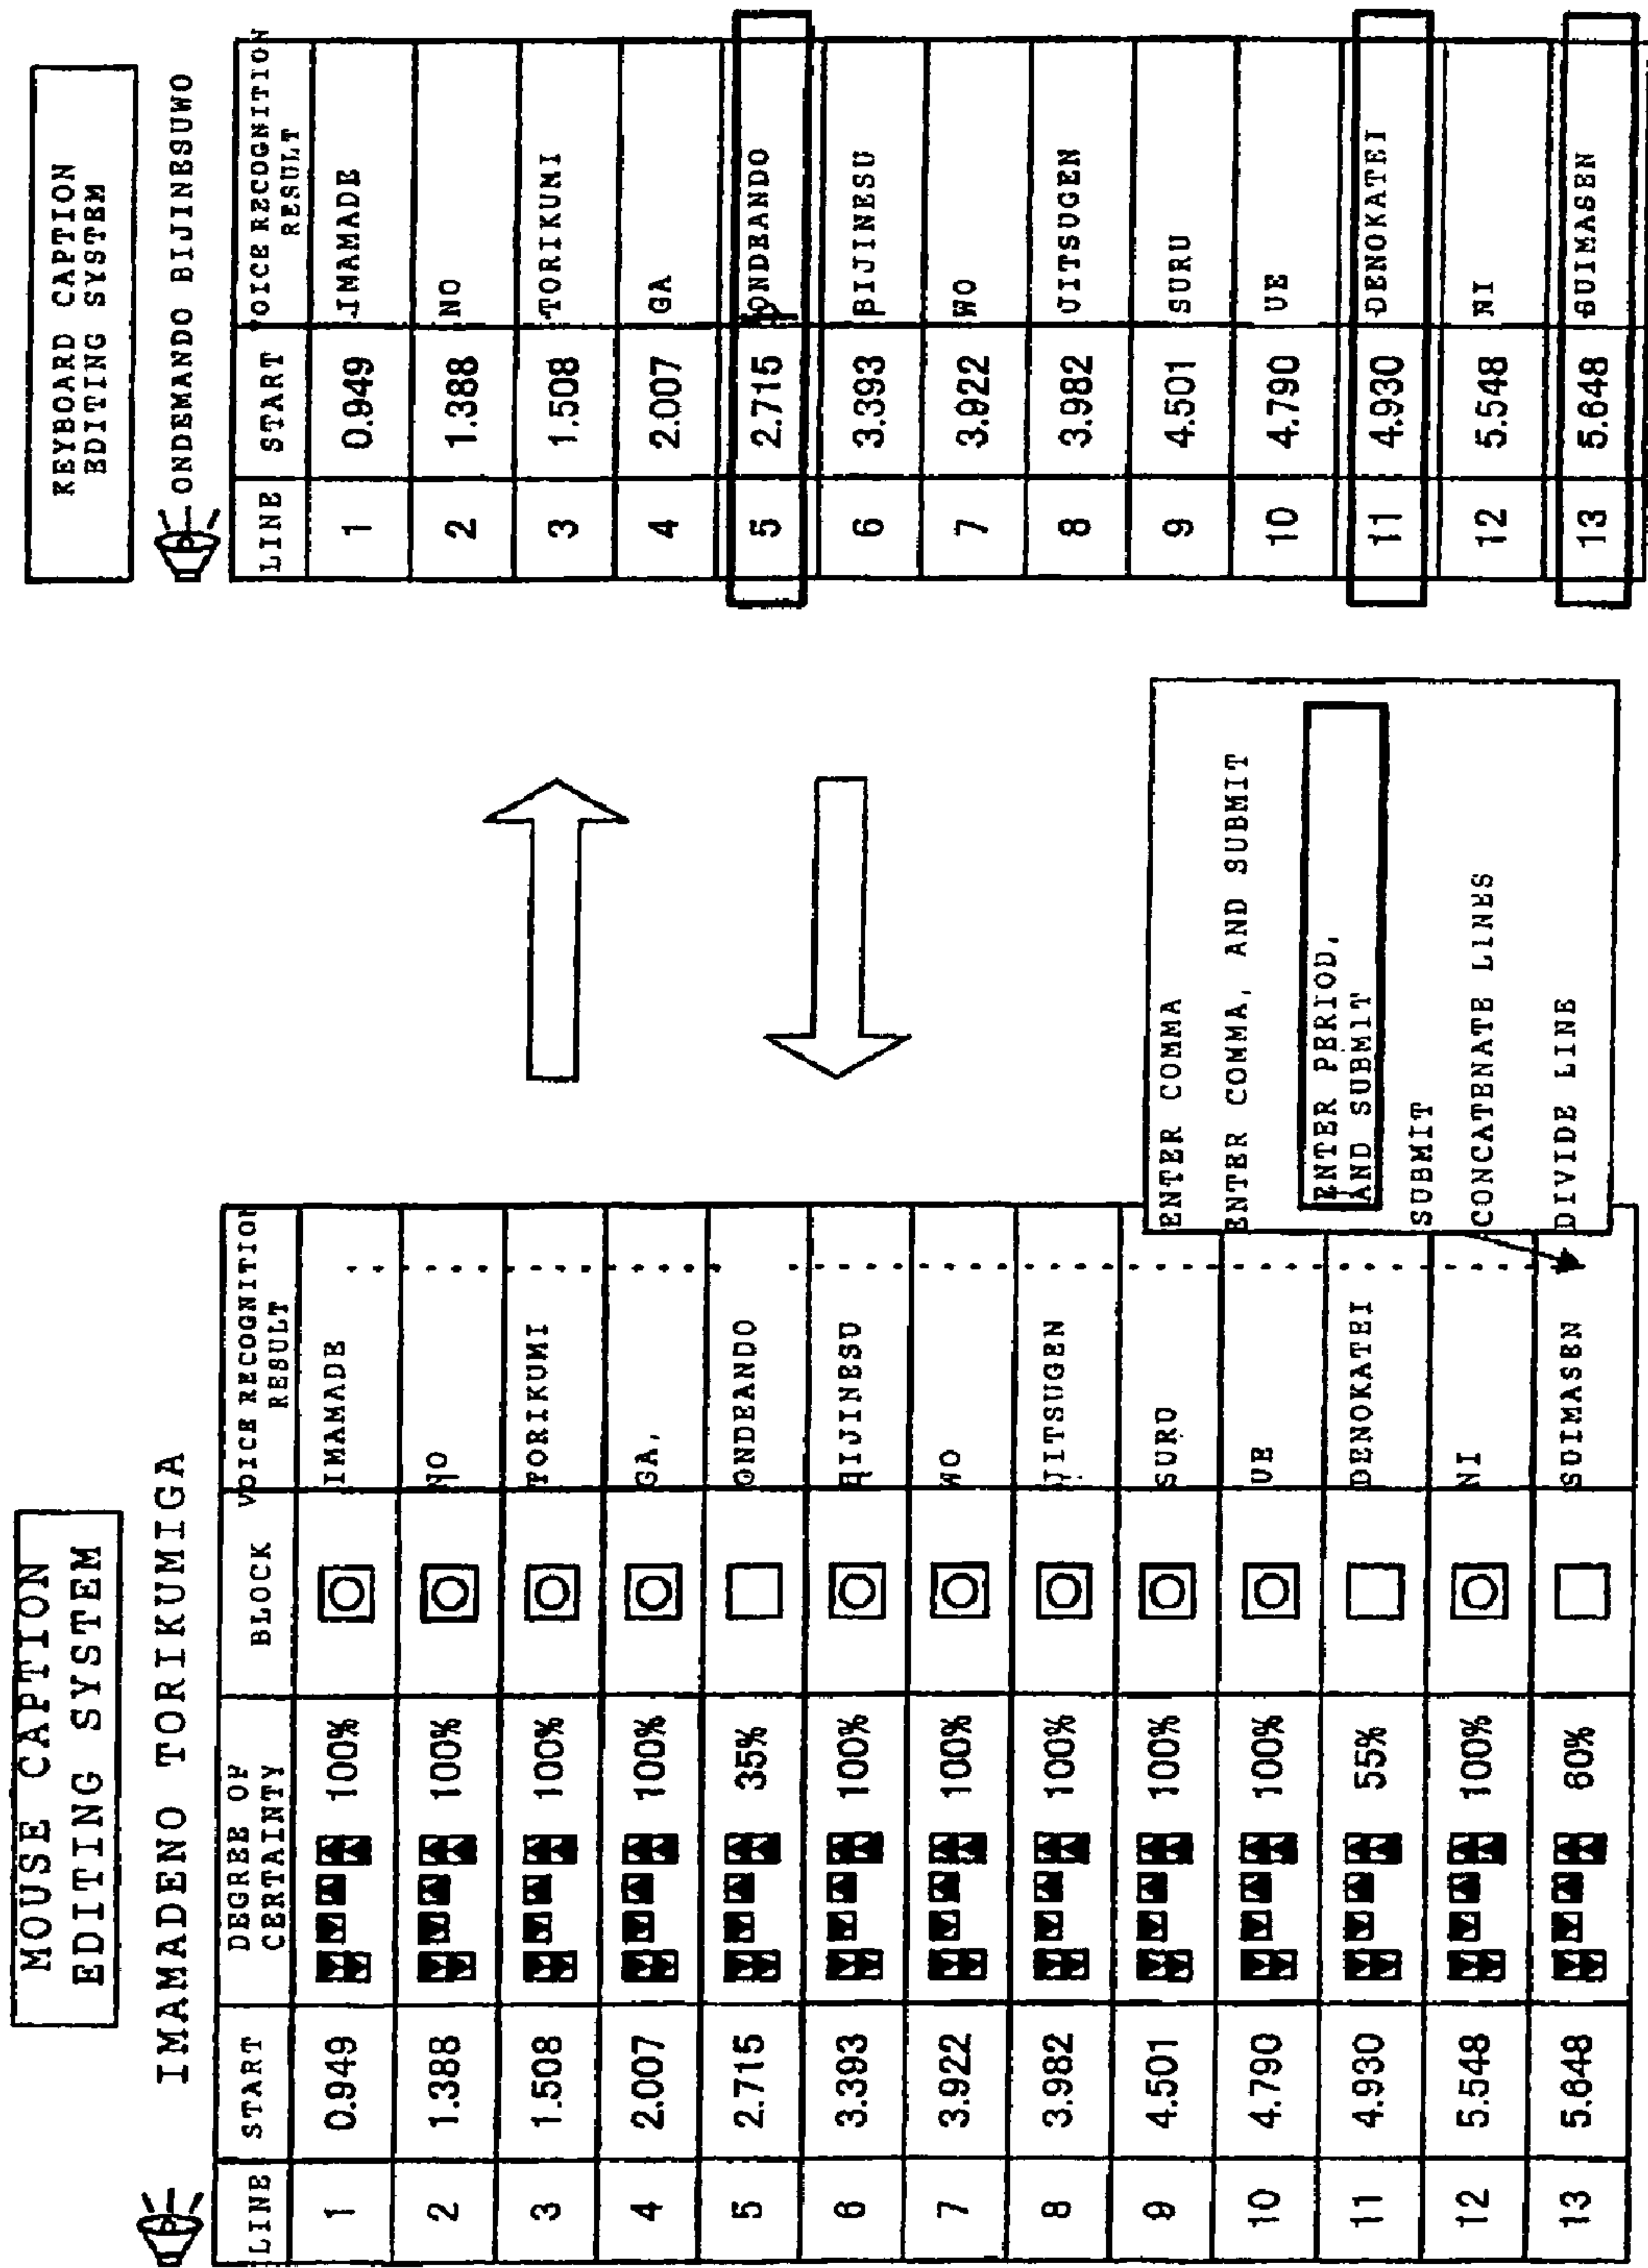 MOUSE CAPTION
EDITING SYSTEM
IMAMADENO TORIKUMIGA
LINE START DEGREE OF CERTAINTY BLOCK VOICE RECOGNITION RESULT
1 0.949 100% IMAMADE
2 1.388 100% NO
3 1.508 100% TORIKUMI
4 2.007 100% GA,
5 2.715 35% ONDEANDO
6 3.393 100% BIJINESU
7 3.922 100% WO
8 3.982 100% JITSUGEN
9 4.501 100% SURU
10 4.790 100% UE
11 4.930 55% DENOKATEI
12 5.548 100% NI
13 5.648 60% SUIMASEN
ENTER COMMA
ENTER COMMA, AND SUBMIT
ENTER PERIOD,
AND SUBMIT
SUBMIT
CONCATENATE LINES
DIVIDE LINE
KEYBOARD CAPTION
EDITING SYSTEM
ONDEMANDO BIJINESUWO
LINE START VOICE RECOGNITION RESULT
1 0.949 IMAMADE
2 1.388 NO
3 1.508 TORIKUMI
4 2.007 GA
5 2.715 ONDEANDO
6 3.393 BIJINESU
7 3.922 WO
8 3.982 JITSUGEN
9 4.501 SURU
10 4.790 UE
11 4.930 DENOKATEI
12 5.548 NI
13 5.648 SUIMASEN